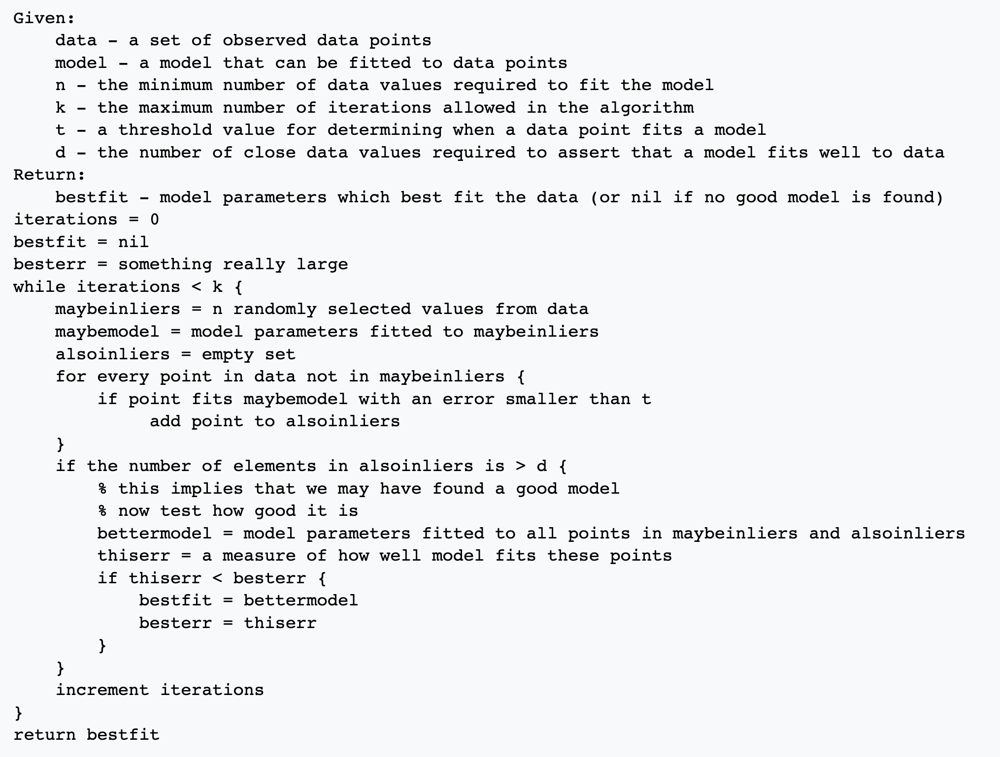 Given:
data – a set of observed data points
model – a model that can be fitted to data points
n – the minimum number of data values required to fit the model
k – the maximum number of iterations allowed in the algorithm
t – a threshold value for determining when a data point fits a model
d – the number of close data values required to assert that a model fits well to data
Return:
bestfit – model parameters which best fit the data (or nil if no good model is found)
iterations = 0
bestfit = nil
besterr = something really large
while iterations < k {
maybeinliers = n randomly selected values from data
maybemodel = model parameters fitted to maybeinliers
alsoinliers = empty set
for every point in data not in maybeinliers {
if point fits maybemodel with an error smaller than t
add point to alsoinliers
}
if the number of elements in alsoinliers is > d {
% this implies that we may have found a good model
% now test how good it is
bettermodel = model parameters fitted to all points in maybeinliers and alsoinliers
thiserr = a measure of how well model fits these points
if thiserr < besterr {
bestfit = bettermodel
besterr = thiserr
}
}
increment iterations
}
return bestfit